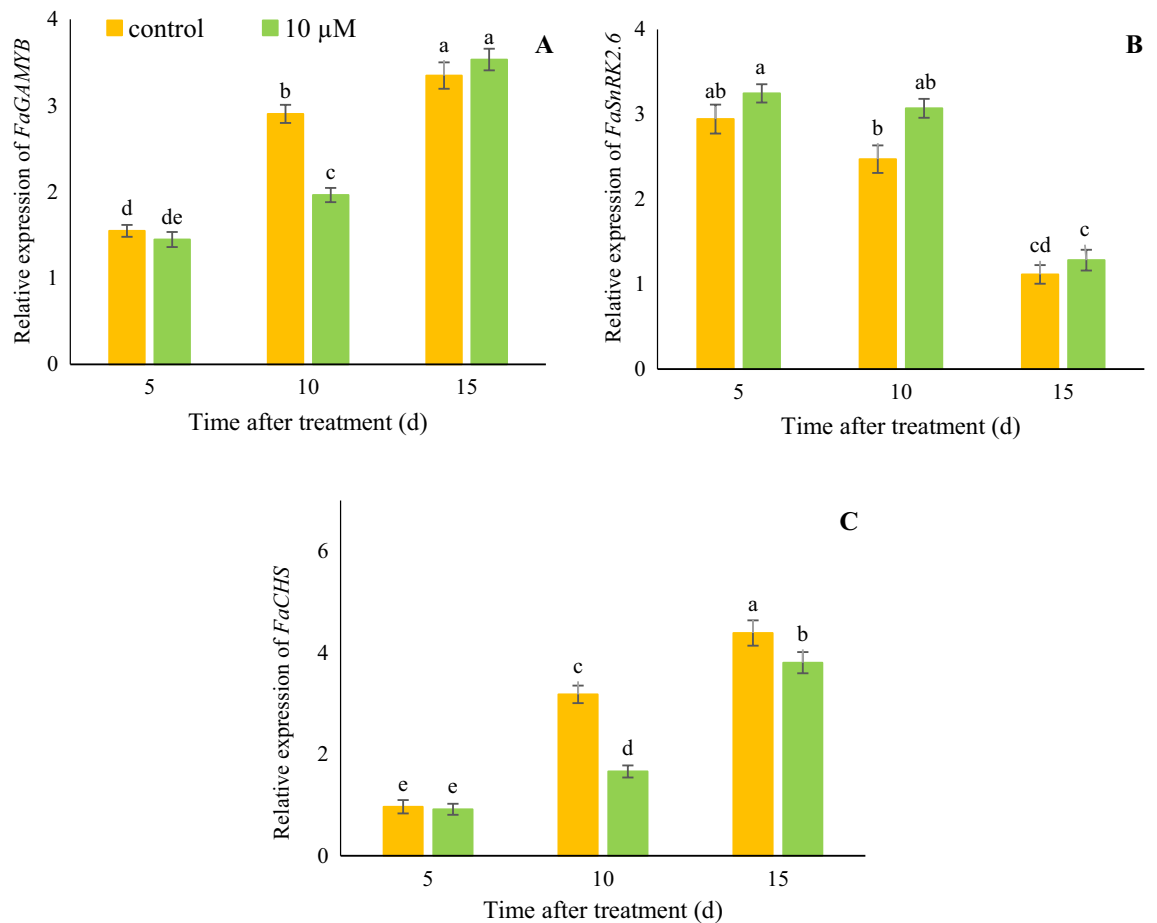 control 10 µM
A
Relative expression of FaGAMYB
4
3
2
1
0
d de b c a a
5 10 15
Time after treatment (d)
B
Relative expression of FaSnRK2.6
4
3
2
1
0
ab a b ab cd c
5 10 15
Time after treatment (d)
C
Relative expression of FaCHS
6
4
2
0
e e c d a b
5 10 15
Time after treatment (d)